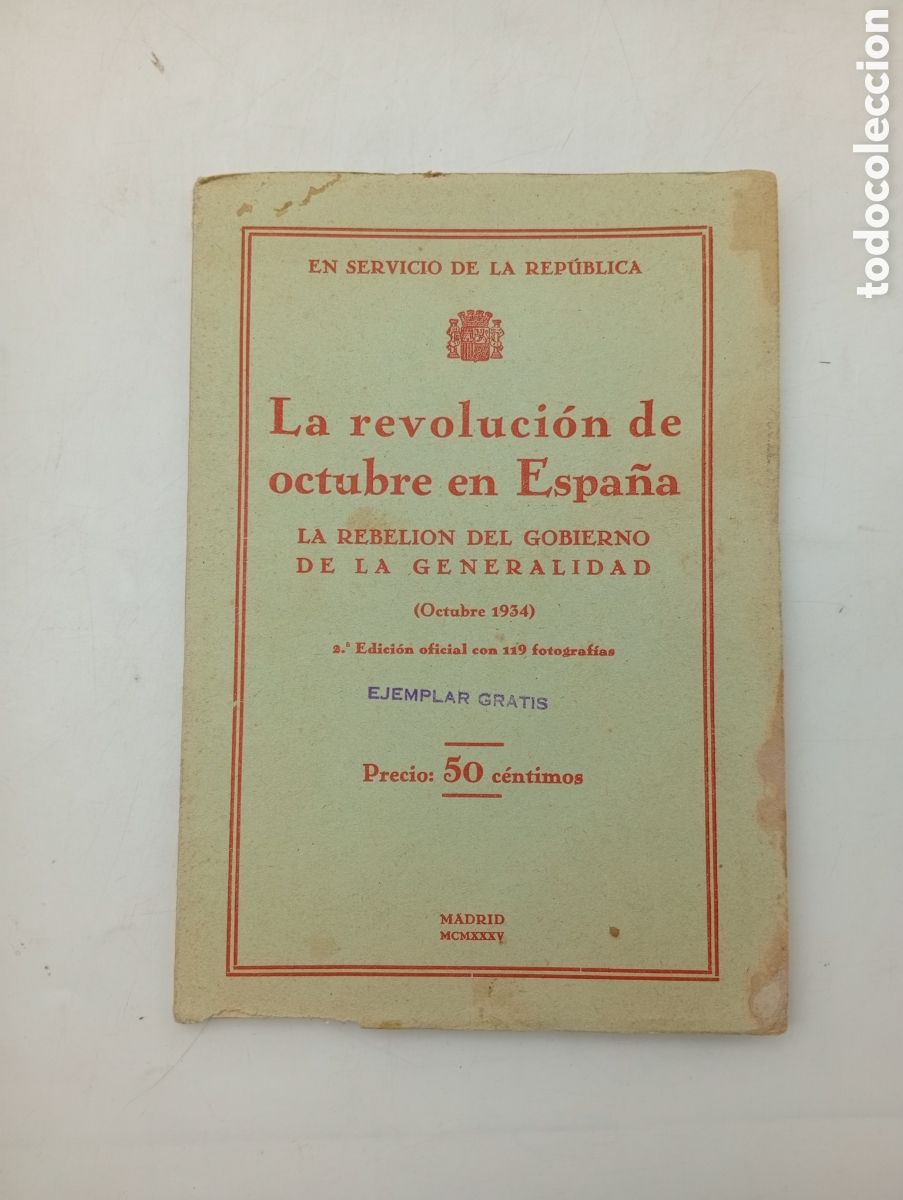 EN SERVICIO DE LA REPÚBLICA
La revolución de
octubre en España
LA REBELION DEL GOBIERNO
DE LA GENERALIDAD
(Octubre 1934)
2.ª Edición oficial con 119 fotografías
EJEMPLAR GRATIS
Precio: 50 céntimos
MADRID
MCMXXXV
todocoleccion